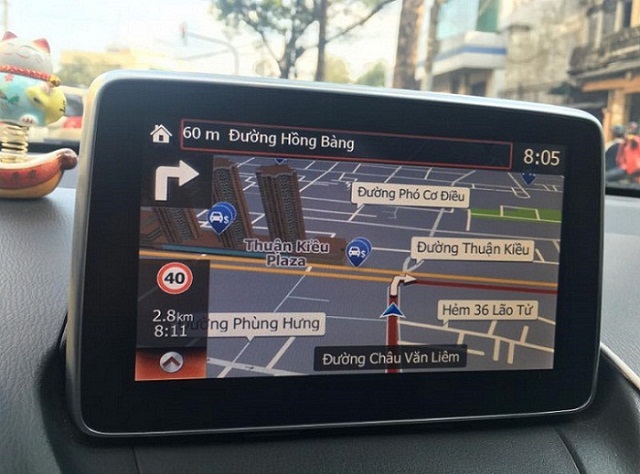 60 m Đường Hồng Bàng
8:05
Đường Phó Cơ Điều
Thuận Kiều
Plaza
Đường Thuận Kiều
40
2.8km
8:11
Hẻm 36 Lão Tử
Phùng Hưng
Đường Châu Văn Liêm